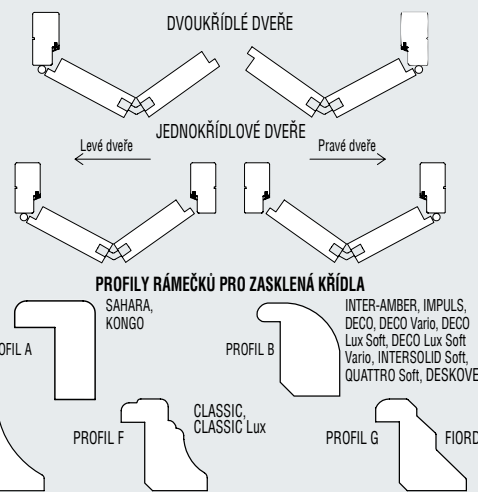 DVOUKŘÍDLÉ DVEŘE
JEDNOKŘÍDLOVÉ DVEŘE
Levé dveře
Pravé dveře
PROFILY RÁMEČKŮ PRO ZASKLENÁ KŘÍDLA
OFIL A
SAHARA,
KONGO
PROFIL B
INTER-AMBER, IMPULS,
DECO, DECO Vario, DECO
Lux Soft, DECO Lux Soft
Vario, INTERSOLID Soft,
QUATTRO Soft, DESKOVE
PROFIL F
CLASSIC,
CLASSIC Lux
PROFIL G
FIORD